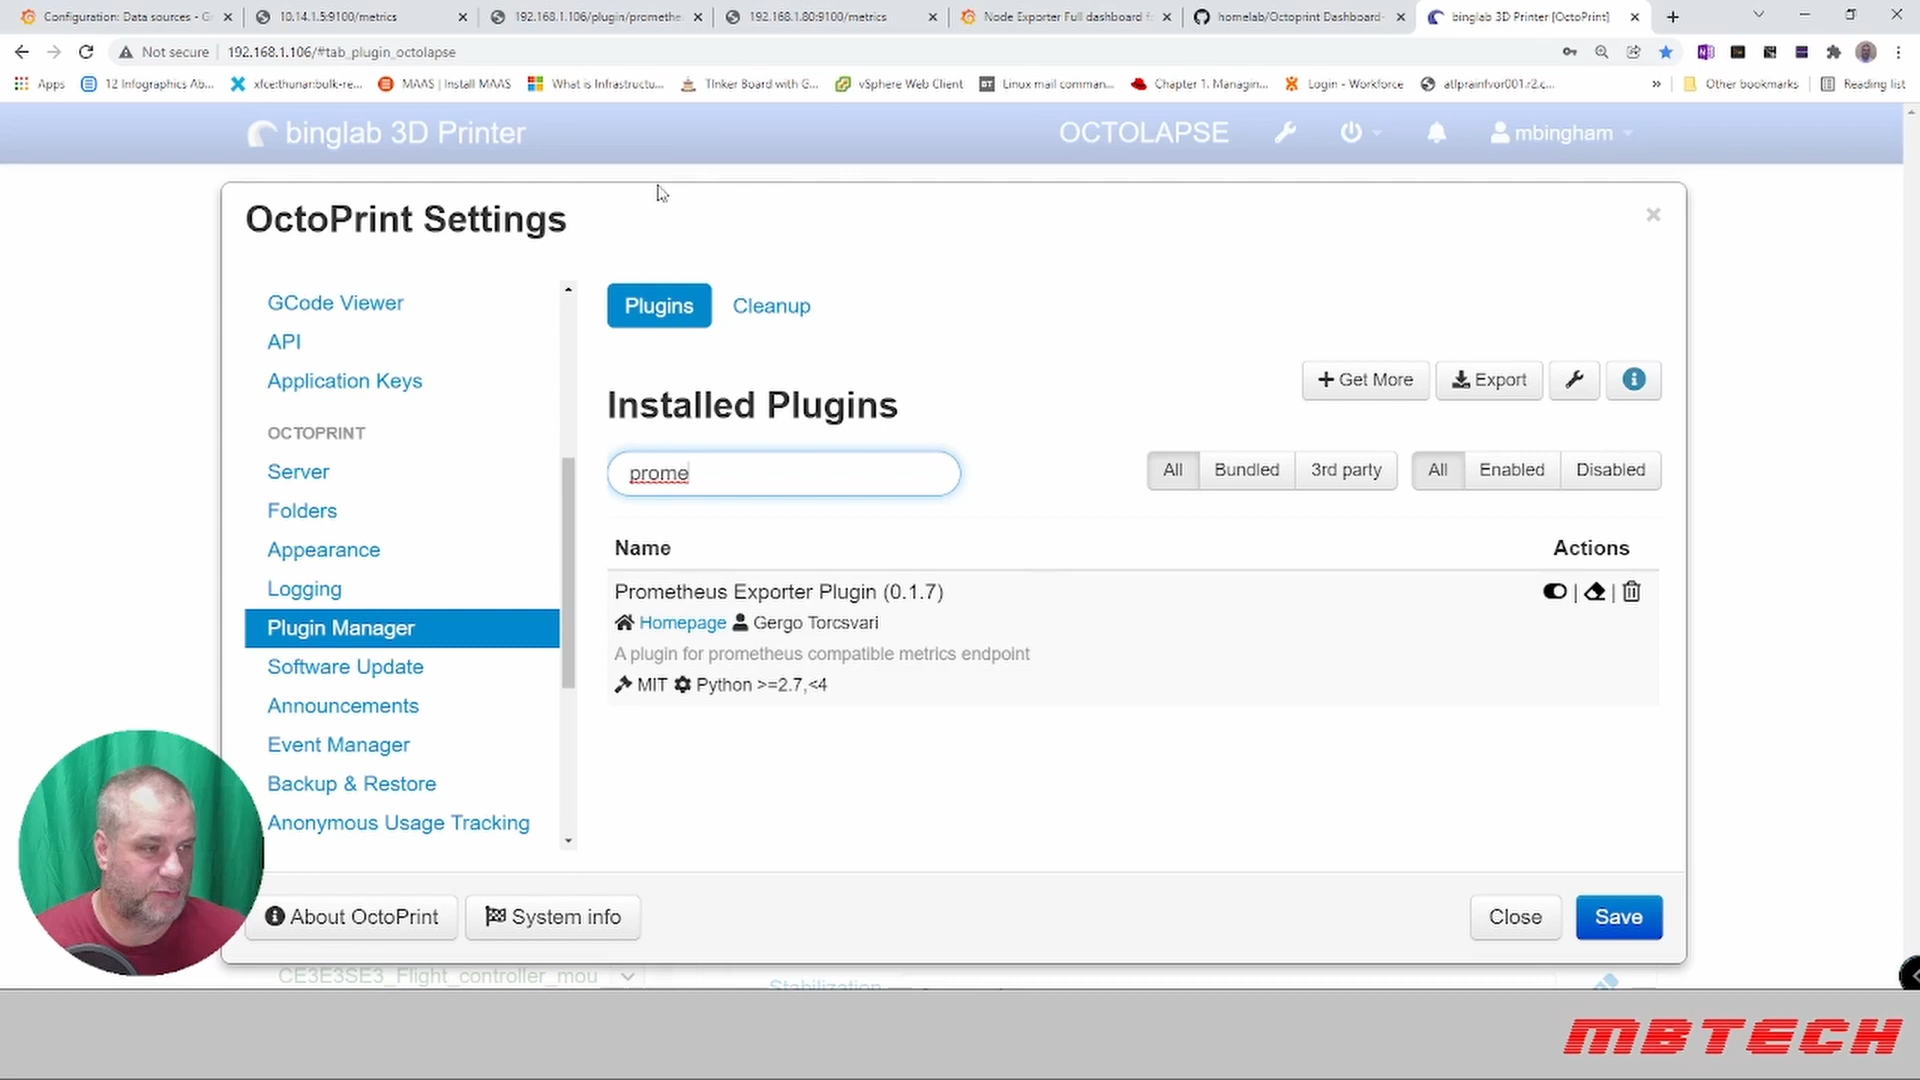 Configuration: Data sources - G
10.14.1.5:9100/metrics
192.168.1.106/plugin/promethe
192.168.1.80:9100/metrics
Node Exporter Full dashboard f
homelab/Octoprint Dashboard-
binglab 3D Printer [OctoPrint]
Not secure
192.168.1.106/#tab_plugin_octolapse
Apps
12 Infographics Ab...
xfce:thunar:bulk-re...
MAAS | Install MAAS
What is Infrastructu...
TInker Board with G...
vSphere Web Client
BT
Linux mail comman...
Chapter 1. Managin...
Login - Workforce
atlprainfvor001.r2.c...
»
Other bookmarks
Reading list
binglab 3D Printer
OCTOLAPSE
mbingham
OctoPrint Settings
GCode Viewer
API
Application Keys
OCTOPRINT
Server
Folders
Appearance
Logging
Plugin Manager
Software Update
Announcements
Event Manager
Backup & Restore
Anonymous Usage Tracking
Plugins
Cleanup
Get More
Export
Installed Plugins
prome
All
Bundled
3rd party
All
Enabled
Disabled
Name
Actions
Prometheus Exporter Plugin (0.1.7)
Homepage
Gergo Torcsvari
A plugin for prometheus compatible metrics endpoint
MIT
Python >=2.7,<4
About OctoPrint
System info
Close
Save
CE3E3SE3_Flight_controller_mou
Stabilization
MBTECH